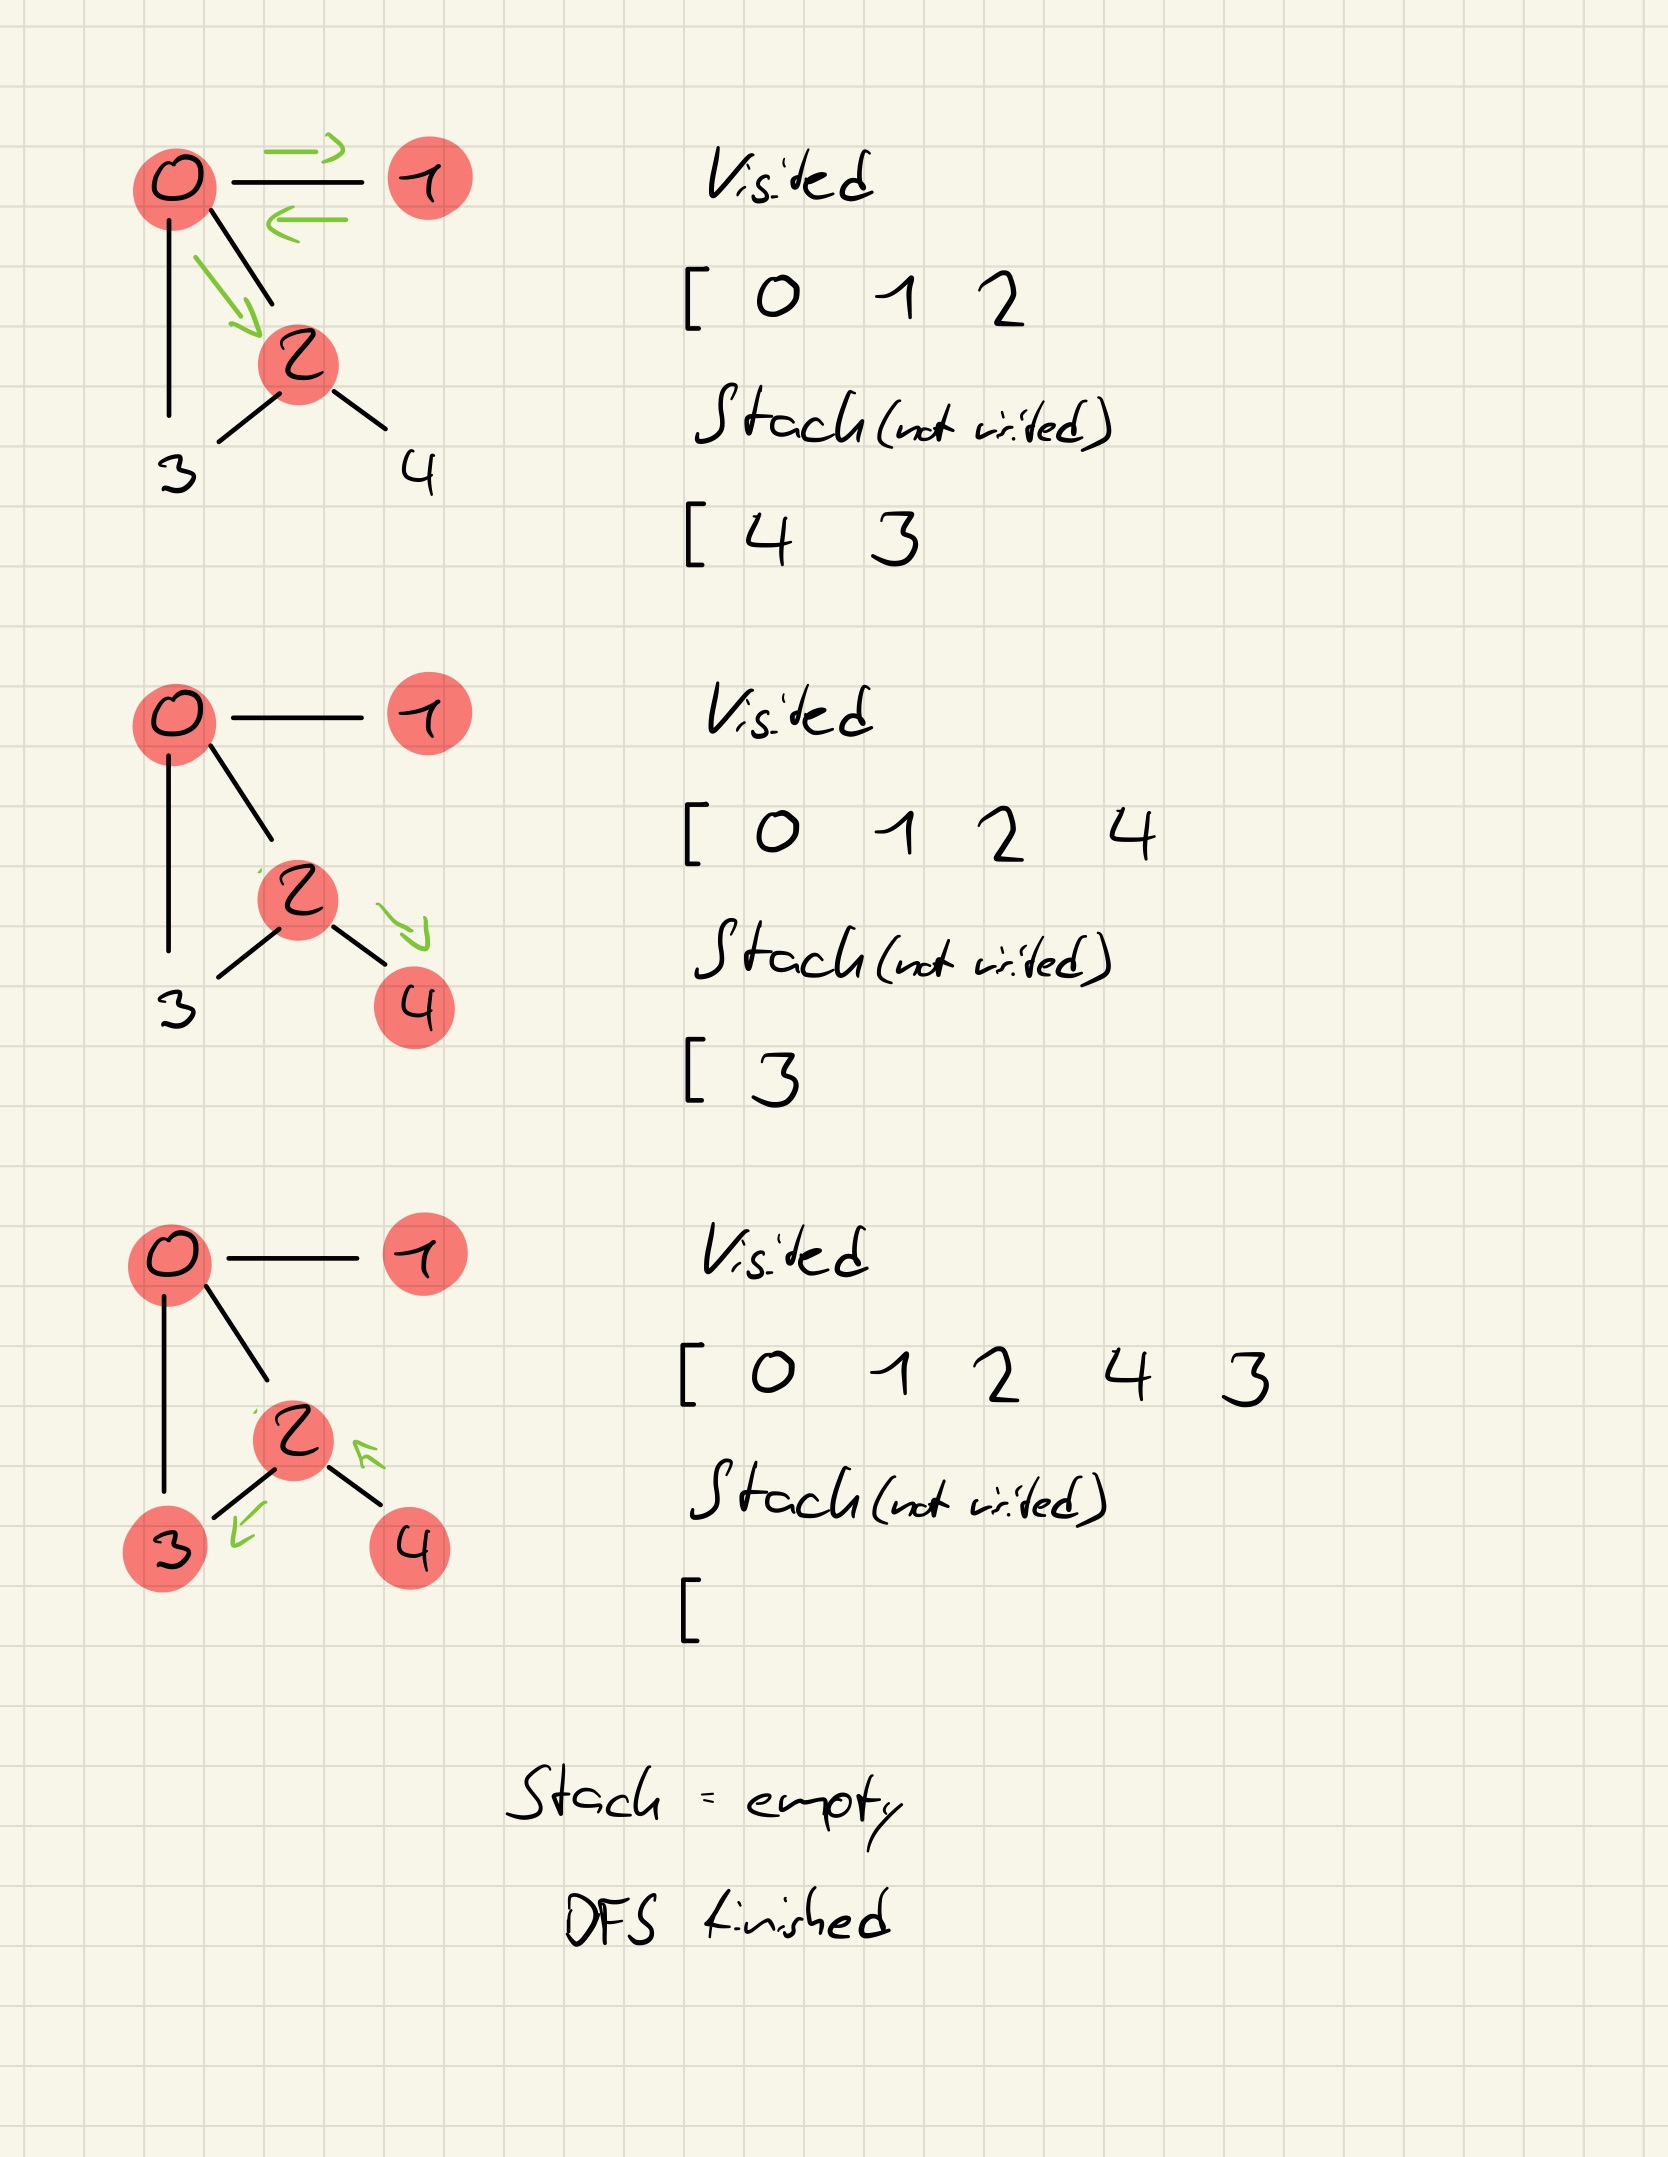 0 1
2
3 4
Visited
[ 0 1 2
Stack (not visited)
[ 4 3
0 1
2
3 4
Visited
[ 0 1 2 4
Stack (not visited)
[ 3
0 1
2
3 4
Visited
[ 0 1 2 4 3
Stack (not visited)
[
Stack = empty
DFS finished